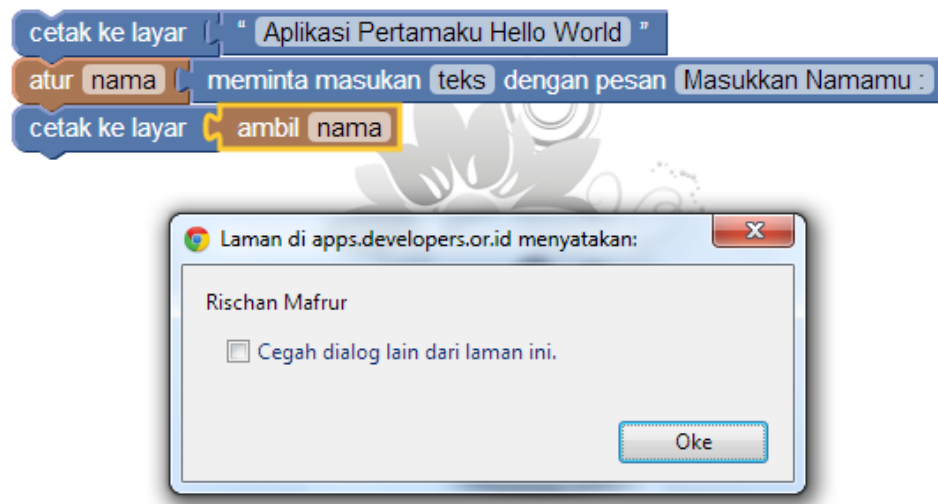 cetak ke layar “ Aplikasi Pertamaku Hello World ”
atur nama meminta masukan teks dengan pesan Masukkan Namamu :
cetak ke layar ambil nama
Laman di apps.developers.or.id menyatakan:
Rischan Mafrur
Cegah dialog lain dari laman ini.
Oke